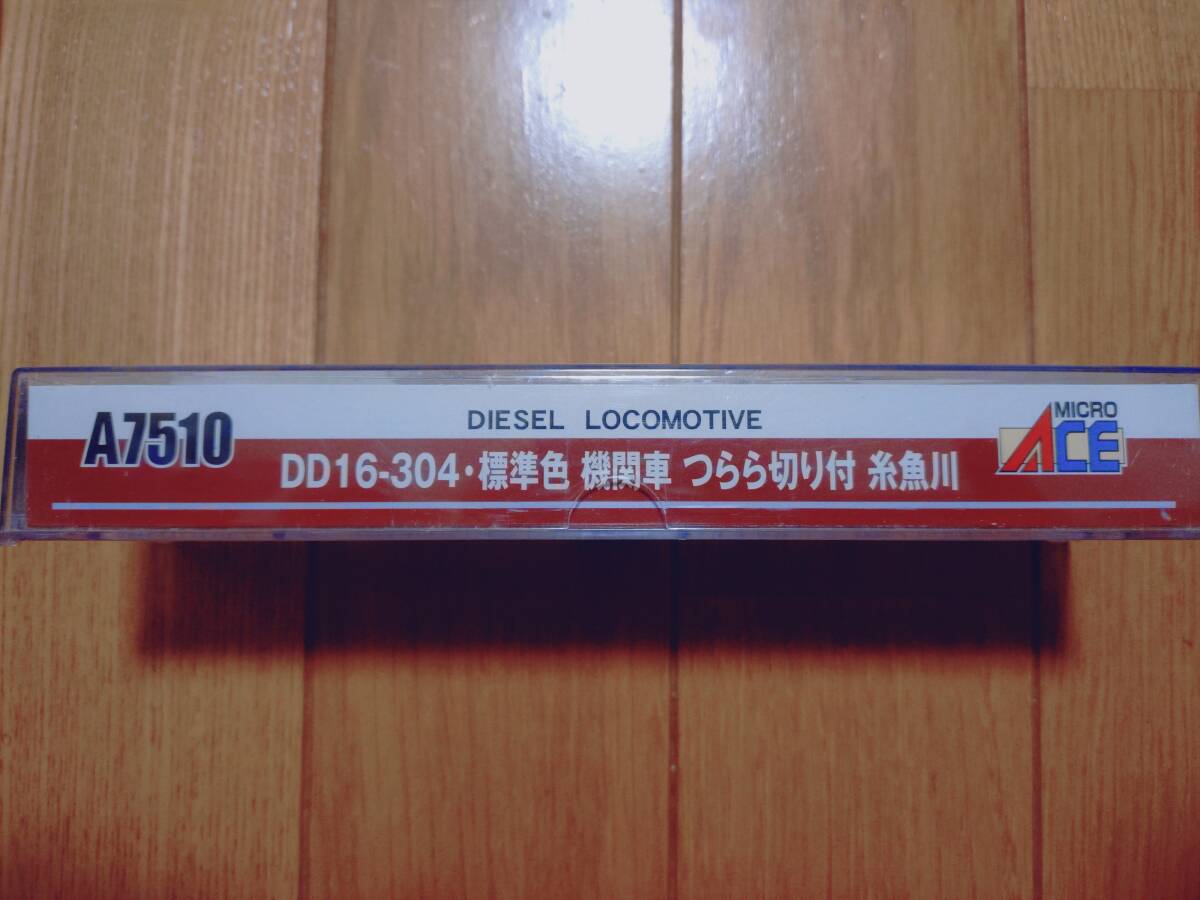 A7510
DIESEL LOCOMOTIVE
DD16-304・標準色 機関車 つらら切り付 糸魚川
MICRO
ACE